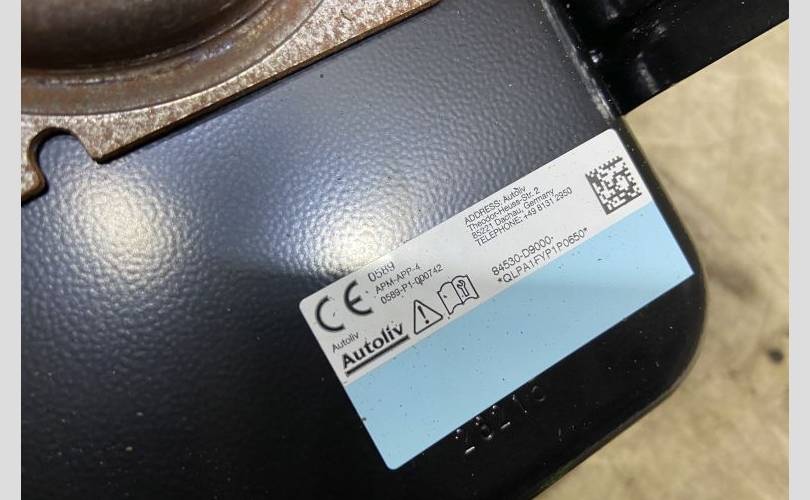 CE 0589
APM-APP-4
0589-P1-000742
Autoliv
Autoliv
ADDRESS: Autoliv
Theodor-Heuss-Str. 2
85221 Dachau, Germany
TELEPHONE: +49 8131 2950
84530-D9000-
*QLPA1FYP1P0650*